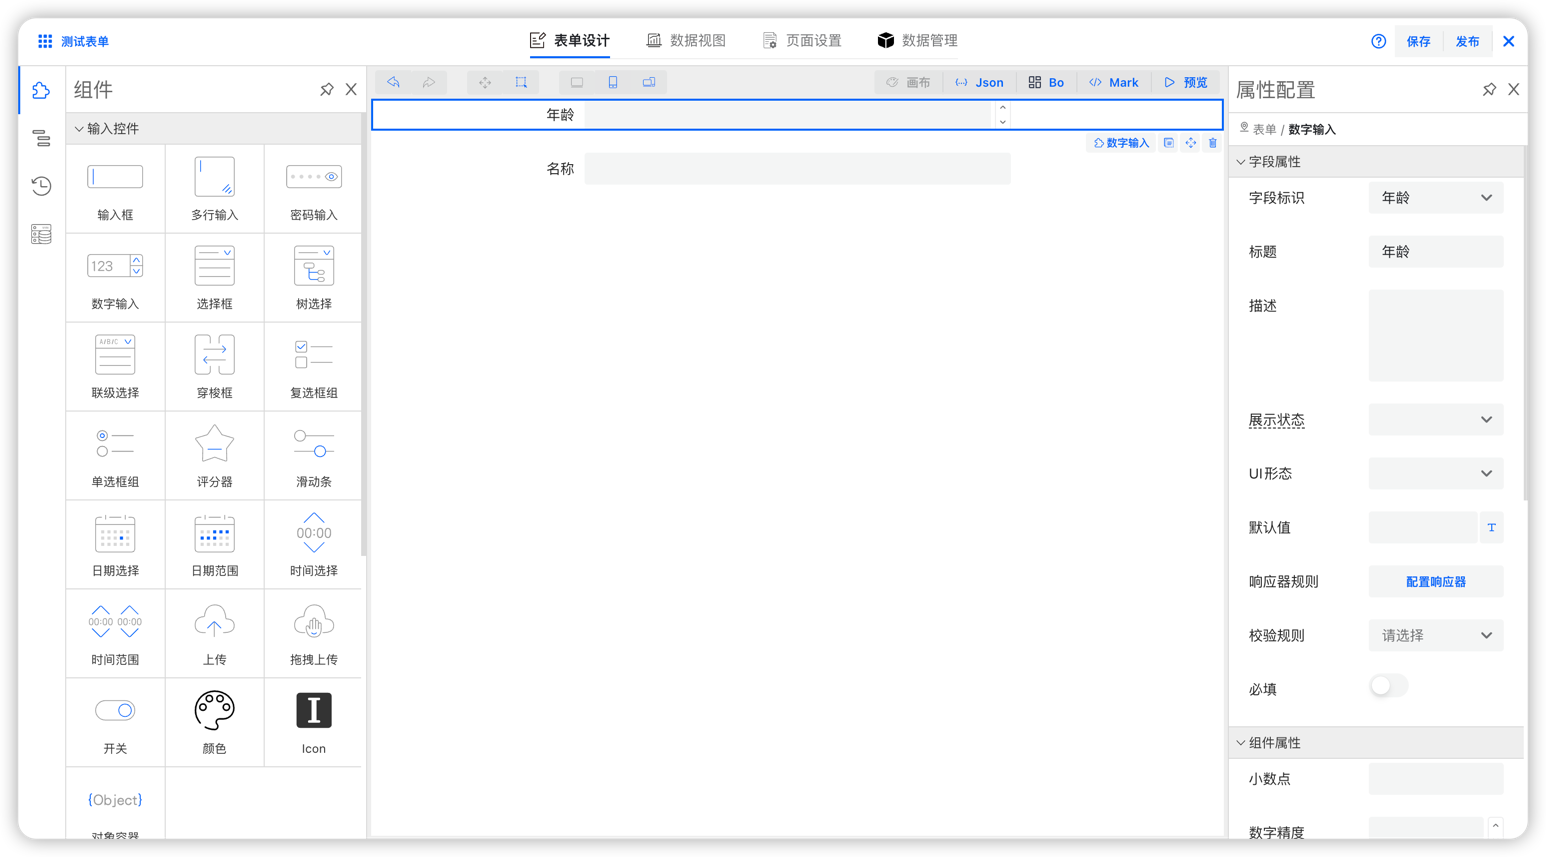 测试表单
表单设计
数据视图
页面设置
数据管理
保存
发布
组件
输入控件
输入框
多行输入
密码输入
123
数字输入
选择框
树选择
A/B/C
联级选择
穿梭框
复选框组
单选框组
评分器
滑动条
00:00
日期选择
日期范围
时间选择
00:00 00:00
时间范围
上传
拖拽上传
开关
颜色
Icon
{Object}
对象容器
画布
Json
Bo
Mark
预览
年龄
数字输入
名称
属性配置
表单 / 数字输入
字段属性
字段标识
年龄
标题
年龄
描述
展示状态
UI形态
默认值
T
响应器规则
配置响应器
校验规则
请选择
必填
组件属性
小数点
数字精度